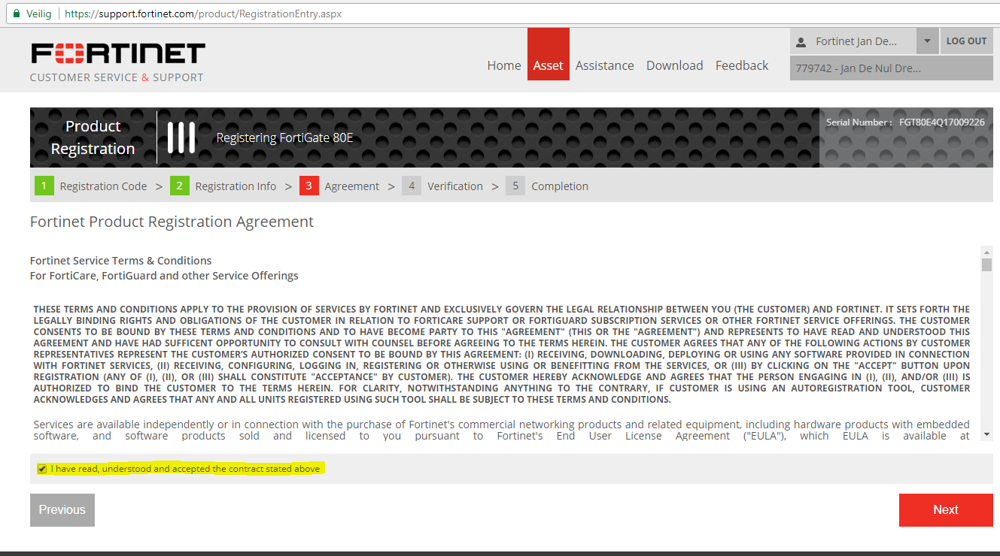 Veilig
https://support.fortinet.com/product/RegistrationEntry.aspx
FORTINET
CUSTOMER SERVICE & SUPPORT
Home Asset Assistance Download Feedback
Fortinet Jan De...
LOG OUT
779742 - Jan De Nul Dre...
Product
Registration
Registering FortiGate 80E
Serial Number : FGT80E4Q17009226
1 Registration Code > 2 Registration Info > 3 Agreement > 4 Verification > 5 Completion
Fortinet Product Registration Agreement
Fortinet Service Terms & Conditions
For FortiCare, FortiGuard and other Service Offerings
THESE TERMS AND CONDITIONS APPLY TO THE PROVISION OF SERVICES BY FORTINET AND EXCLUSIVELY GOVERN THE LEGAL RELATIONSHIP BETWEEN YOU (THE CUSTOMER) AND FORTINET. IT SETS FORTH THE
LEGALLY BINDING RIGHTS AND OBLIGATIONS OF THE CUSTOMER IN RELATION TO FORTICARE SUPPORT OR FORTIGUARD SUBSCRIPTION SERVICES OR OTHER FORTINET SERVICE OFFERINGS. THE CUSTOMER
CONSENTS TO BE BOUND BY THESE TERMS AND CONDITIONS AND TO HAVE BECOME PARTY TO THIS "AGREEMENT" (THIS OR THE "AGREEMENT") AND REPRESENTS TO HAVE READ AND UNDERSTOOD THIS
AGREEMENT AND HAVE HAD SUFFICENT OPPORTUNITY TO CONSULT WITH COUNSEL BEFORE AGREEING TO THE TERMS HEREIN. THE CUSTOMER AGREES THAT ANY OF THE FOLLOWING ACTIONS BY CUSTOMER
REPRESENTATIVES REPRESENT THE CUSTOMER'S AUTHORIZED CONSENT TO BE BOUND BY THIS AGREEMENT: (I) RECEIVING, DOWNLOADING, DEPLOYING OR USING ANY SOFTWARE PROVIDED IN CONNECTION
WITH FORTINET SERVICES, (II) RECEIVING, CONFIGURING, LOGGING IN, REGISTERING OR OTHERWISE USING OR BENEFITTING FROM THE SERVICES, OR (III) BY CLICKING ON THE "ACCEPT" BUTTON UPON
REGISTRATION (ANY OF (I), (II), OR (III) SHALL CONSTITUTE "ACCEPTANCE" BY CUSTOMER). THE CUSTOMER HEREBY ACKNOWLEDGE AND AGREES THAT THE PERSON ENGAGING IN (I), (II), AND/OR (III) IS
AUTHORIZED TO BIND THE CUSTOMER TO THE TERMS HEREIN. FOR CLARITY, NOTWITHSTANDING ANYTHING TO THE CONTRARY, IF CUSTOMER IS USING AN AUTOREGISTRATION TOOL, CUSTOMER
ACKNOWLEDGES AND AGREES THAT ANY AND ALL UNITS REGISTERED USING SUCH TOOL SHALL BE SUBJECT TO THESE TERMS AND CONDITIONS.
Services are available independently or in connection with the purchase of Fortinet's commercial networking products and related equipment, including hardware products with embedded
software, and software products sold and licensed to you pursuant to Fortinet's End User License Agreement ("EULA"), which EULA is available at
I have read, understood and accepted the contract stated above
Previous
Next